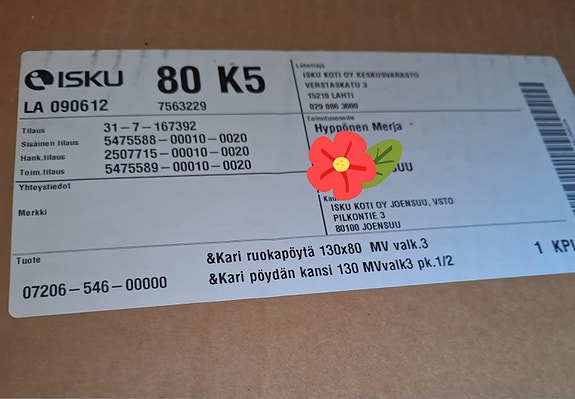 ISKU
80 K5
LA 090612
7563229
Lähettäjä
ISKU KOTI OY KESKUSVARASTO
VERSTASKATU 3
15210 LAHTI
029 086 3000
Tilaus 31-7-167392
Sisäinen tilaus 5475588-00010-0020
Hank.tilaus 2507715-00010-0020
Toim.tilaus 5475589-00010-0020
Toimitusosoite
Hyppönen Merja
Yhteystiedot
Merkki
ISKU KOTI OY JOENSUU, VSTO
PILKONTIE 3
80100 JOENSUU
Tuote
&Kari ruokapöytä 130x80 MV valk.3
1 KPL
07206-546-00000
&Kari pöydän kansi 130 MVvalk3 pk.1/2